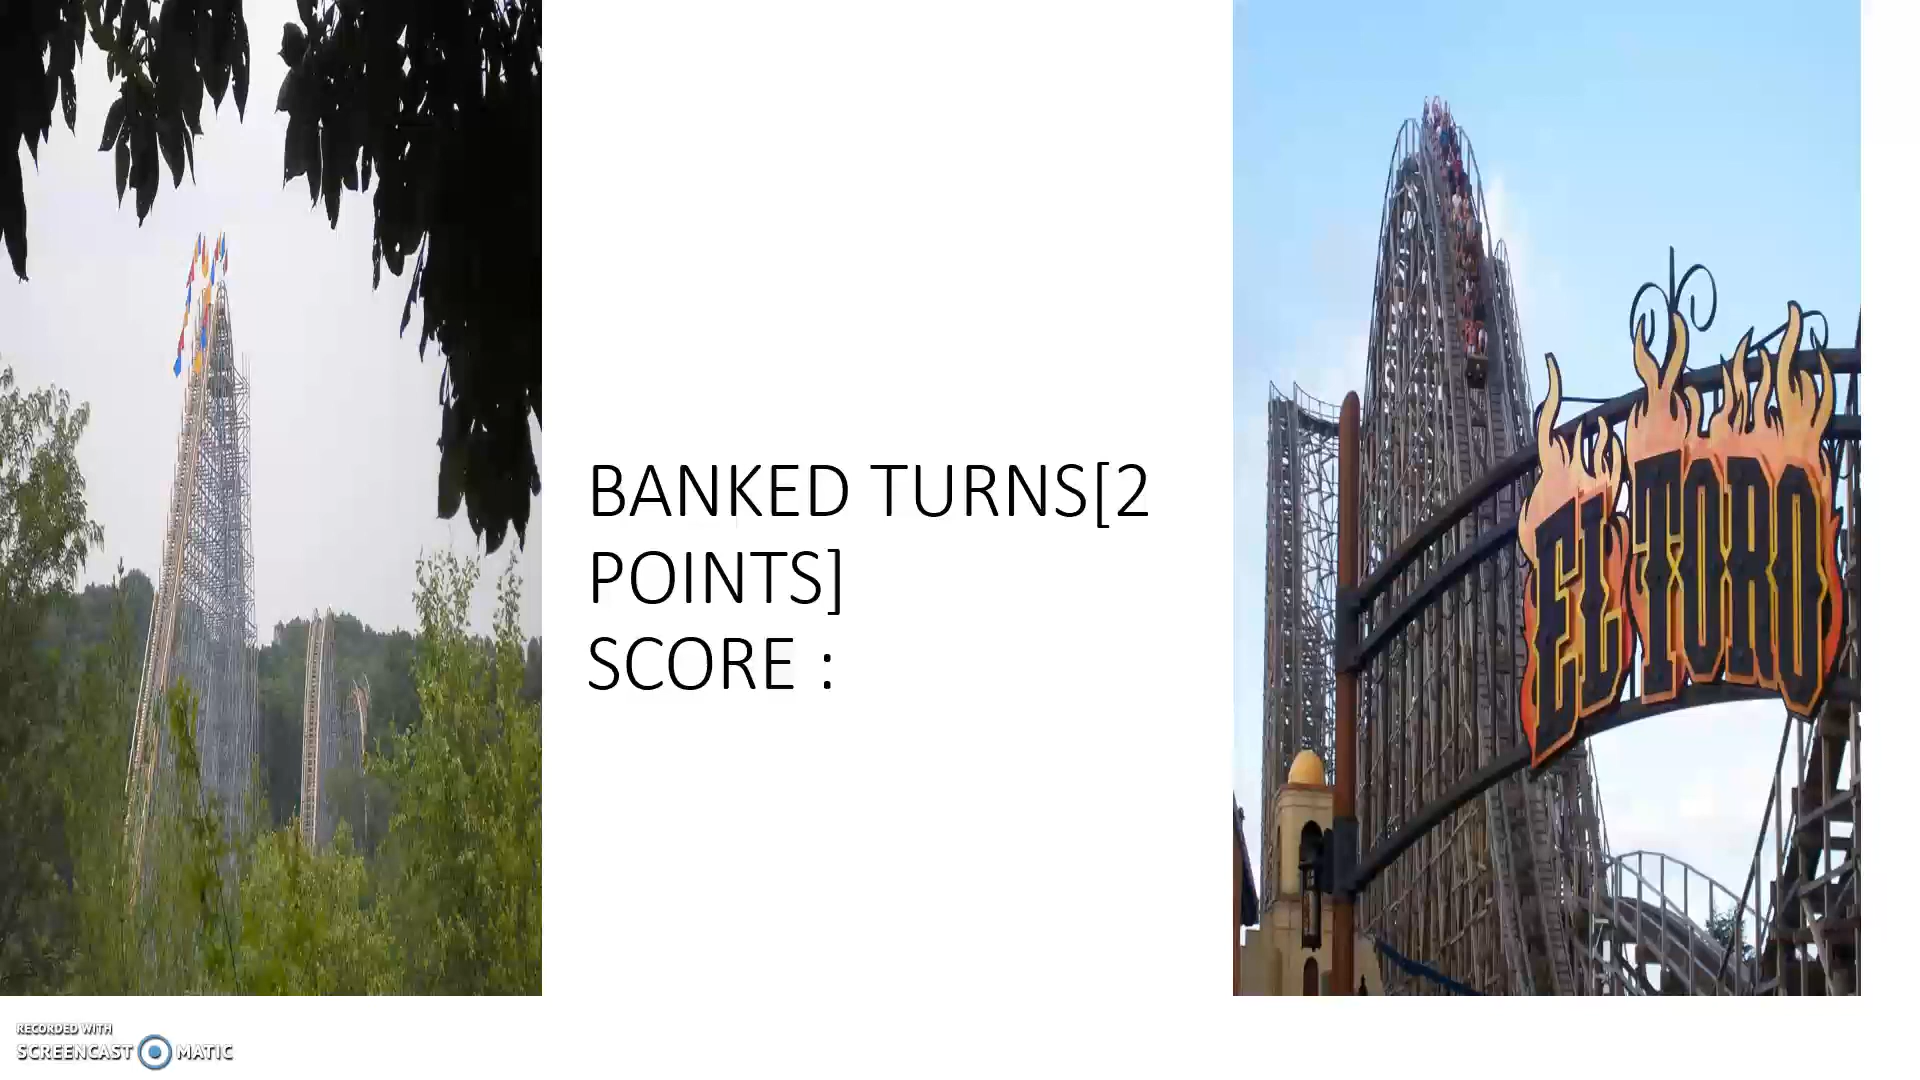 BANKED TURNS[2
POINTS]
SCORE :
EL TORO
RECORDED WITH
SCREENCAST MATIC